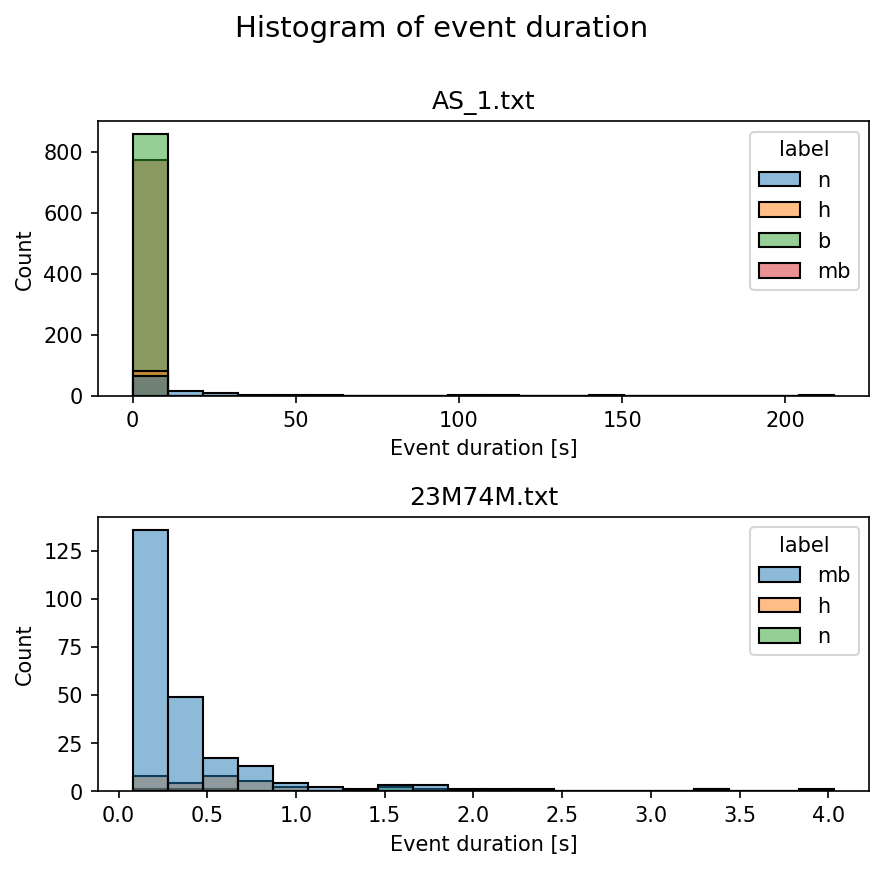 Histogram of event duration
AS_1.txt
Count
800
600
400
200
0
label
n
h
b
mb
0 50 100 150 200
Event duration [s]
23M74M.txt
Count
125
100
75
50
25
0
label
mb
h
n
0.0 0.5 1.0 1.5 2.0 2.5 3.0 3.5 4.0
Event duration [s]